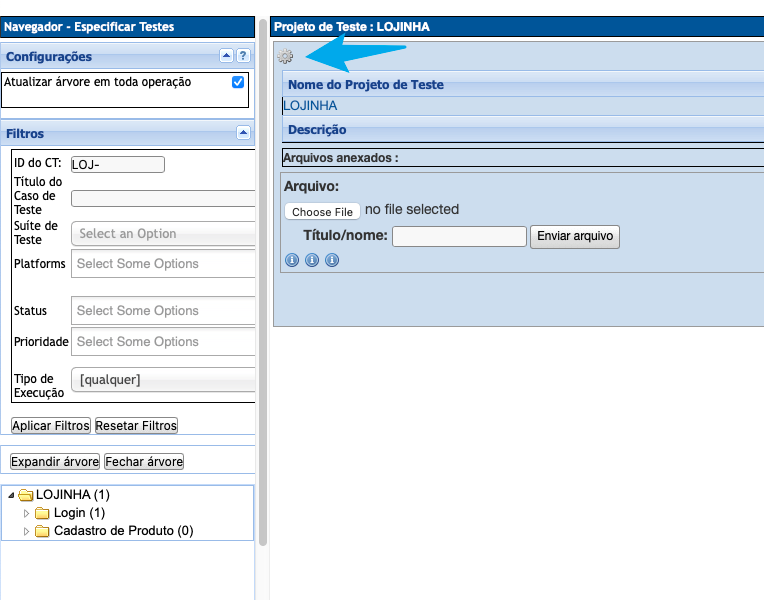 Navegador - Especificar Testes
Configurações
?
Atualizar árvore em toda operação
Filtros
ID do CT: LOJ-
Título do Caso de Teste
Suíte de Teste Select an Option
Platforms Select Some Options
Status Select Some Options
Prioridade Select Some Options
Tipo de Execução [qualquer]
Aplicar Filtros Resetar Filtros
Expandir árvore Fechar árvore
LOJINHA (1)
Login (1)
Cadastro de Produto (0)
Projeto de Teste : LOJINHA
Nome do Projeto de Teste
LOJINHA
Descrição
Arquivos anexados :
Arquivo:
Choose File no file selected
Título/nome: Enviar arquivo